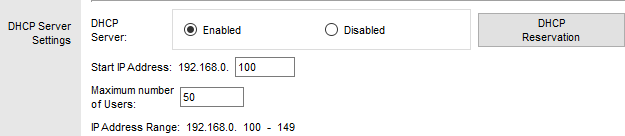 DHCP Server
Settings
DHCP
Server:
Enabled
Disabled
DHCP
Reservation
Start IP Address: 192.168.0. 100
Maximum number
of Users:
50
IP Address Range: 192.168.0. 100 - 149